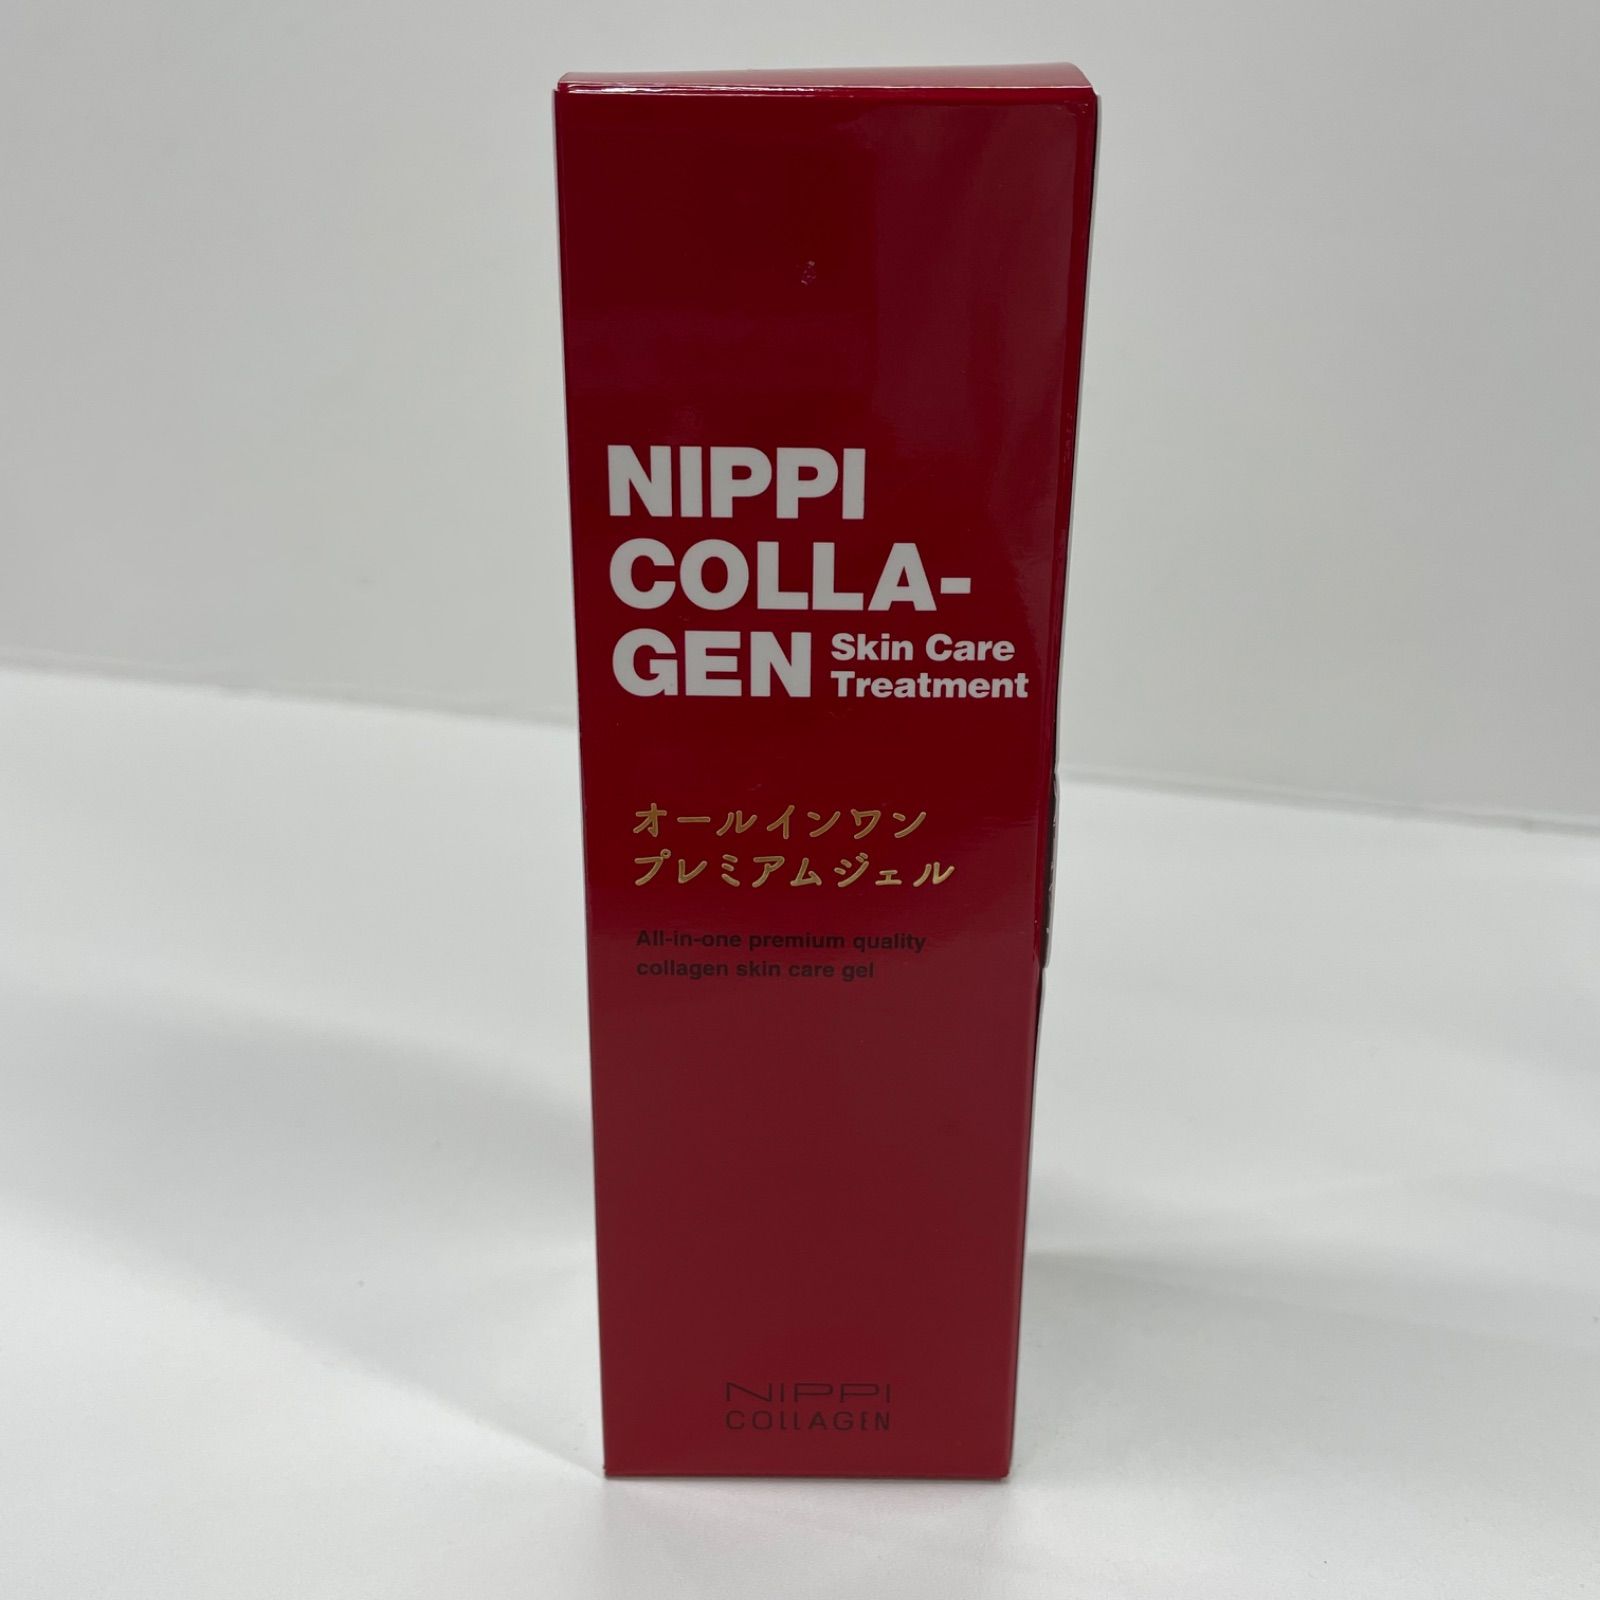 NIPPI
COLLA-
GEN Skin Care
Treatment
オールインワン
プレミアムジェル
All-in-one premium quality
collagen skin care gel
NIPPI
COLLAGEN